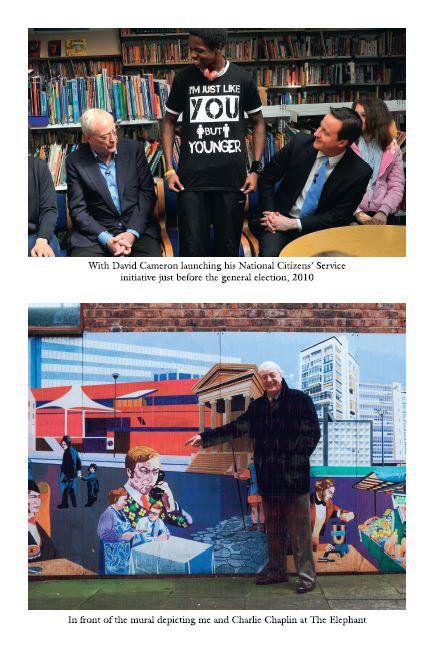 I'M JUST LIKE
YOU
BUT
YOUNGER
With David Cameron launching his National Citizens' Service
initiative just before the general election, 2010
In front of the mural depicting me and Charlie Chaplin at The Elephant